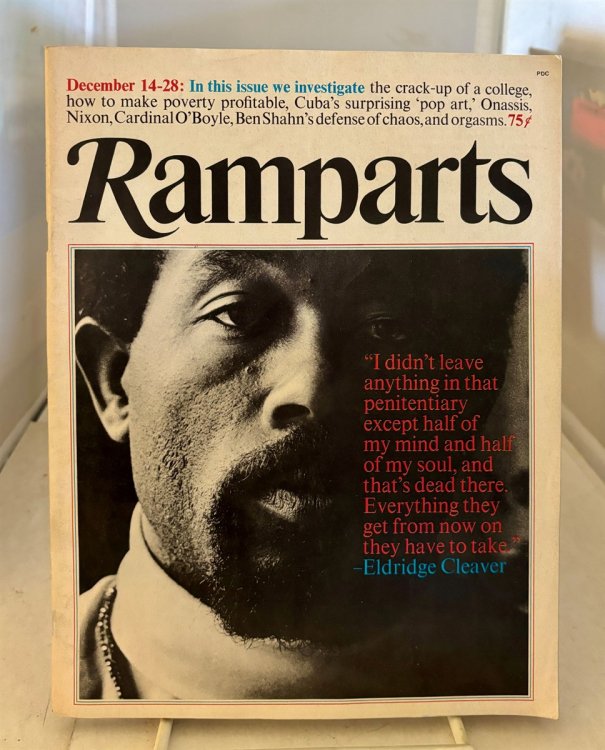 PDC
December 14-28: In this issue we investigate the crack-up of a college,
how to make poverty profitable, Cuba's surprising 'pop art,' Onassis,
Nixon, Cardinal O'Boyle, Ben Shahn's defense of chaos, and orgasms. 75¢
Ramparts
"I didn't leave
anything in that
penitentiary
except half of
my mind and half
of my soul, and
that's dead there.
Everything they
get from now on
they have to take."
–Eldridge Cleaver